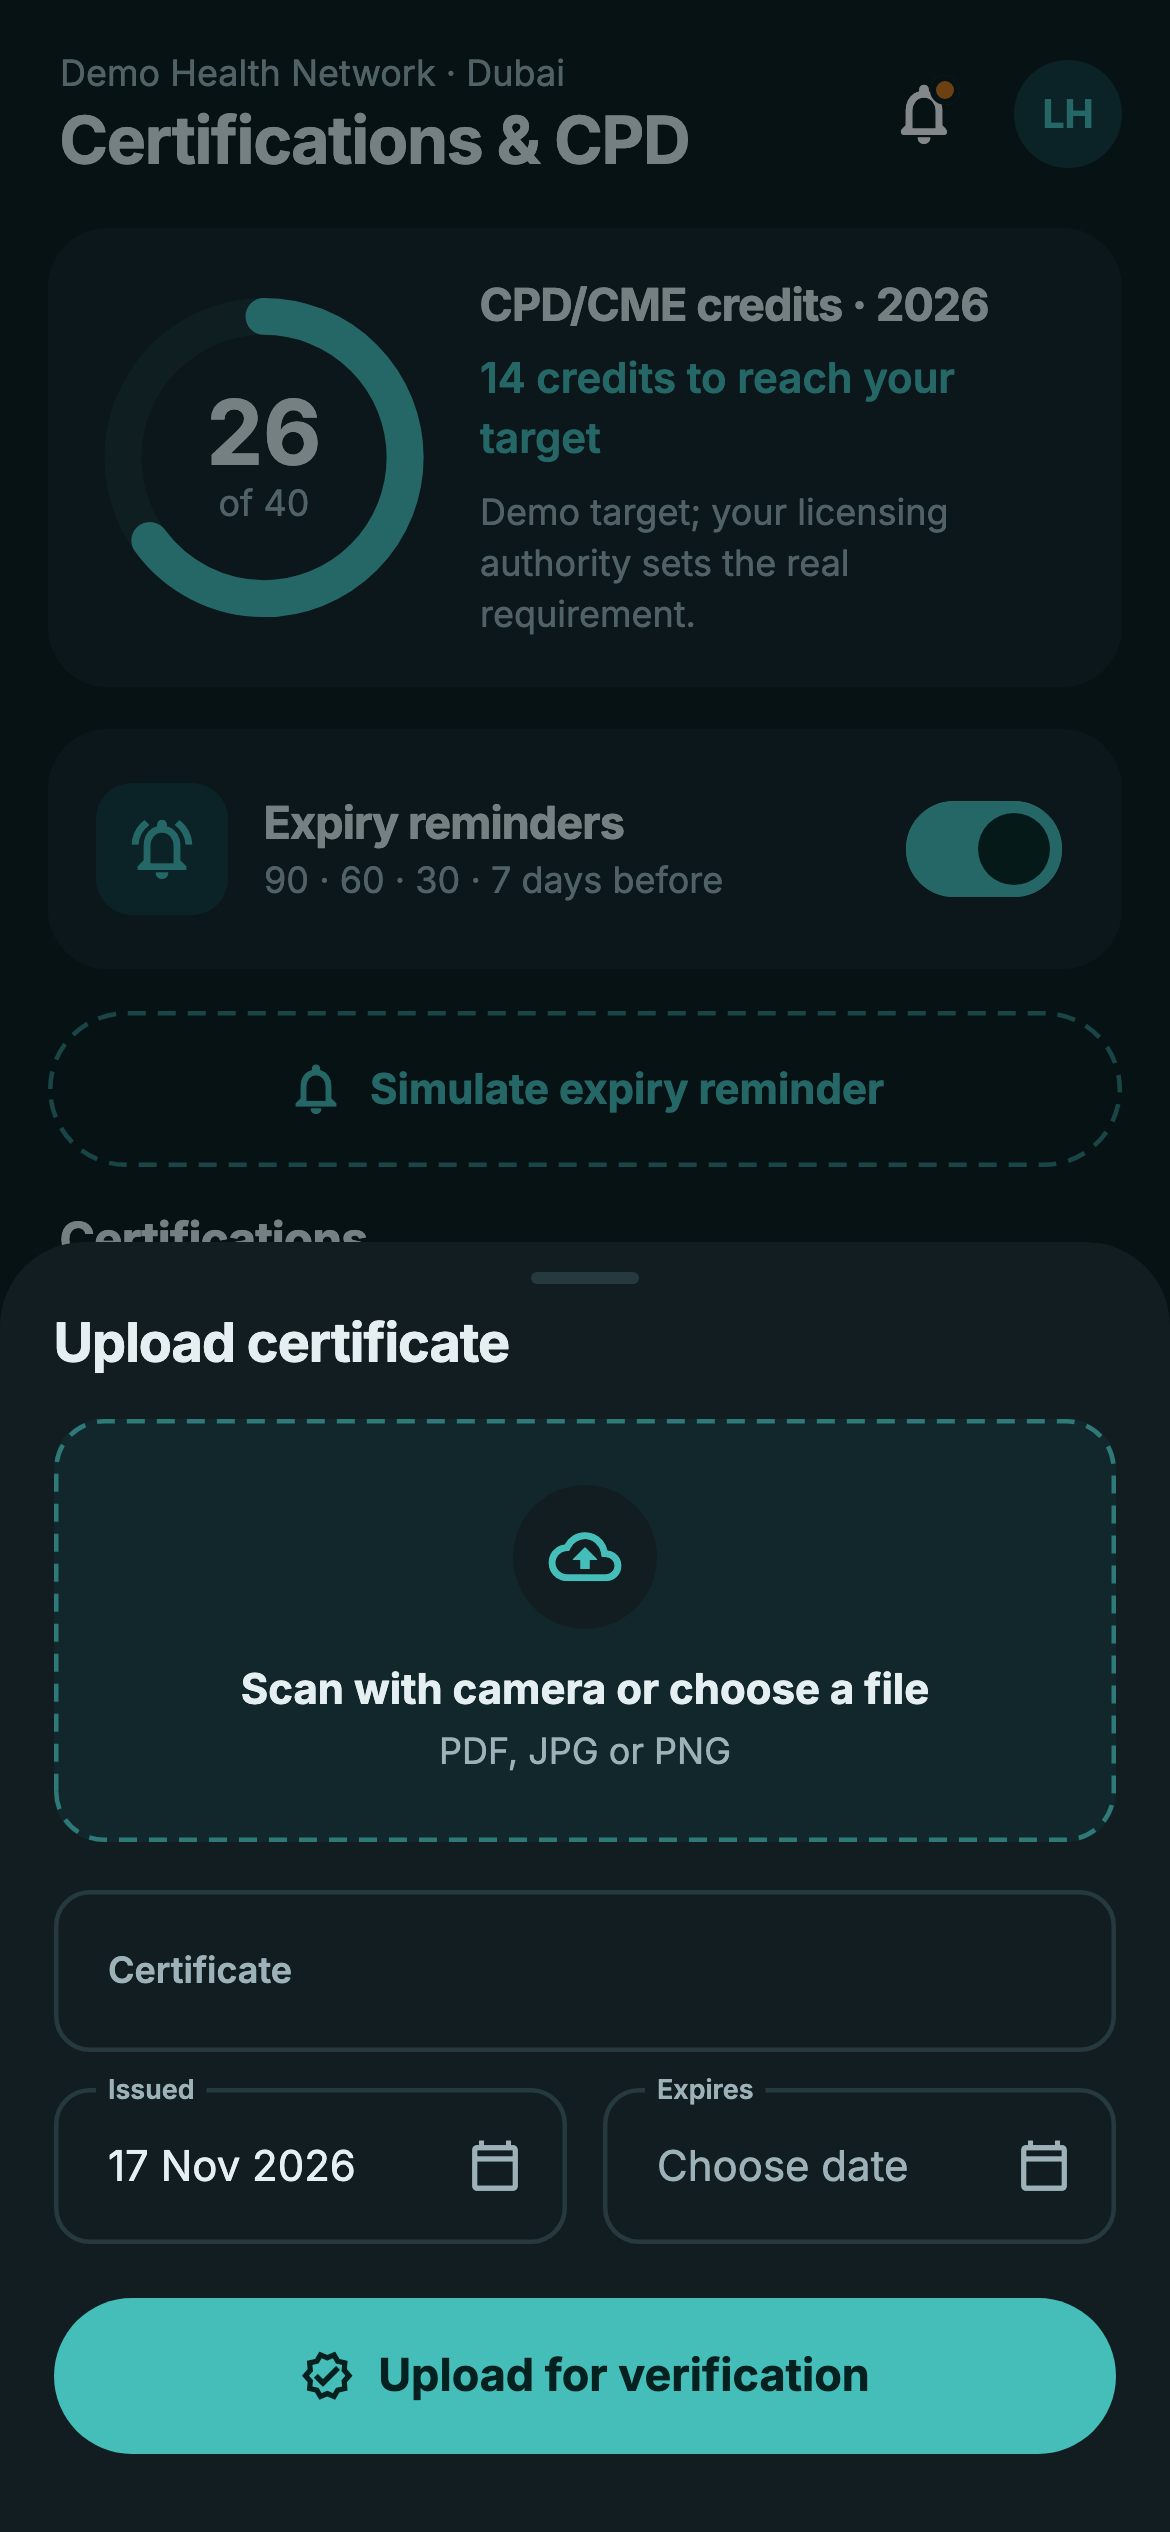 Demo Health Network · Dubai
Certifications & CPD
LH
CPD/CME credits · 2026
14 credits to reach your
target
26
of 40
Demo target; your licensing
authority sets the real
requirement.
Expiry reminders
90 · 60 · 30 · 7 days before
Simulate expiry reminder
Certifications
Upload certificate
Scan with camera or choose a file
PDF, JPG or PNG
Certificate
Issued
17 Nov 2026
Expires
Choose date
Upload for verification